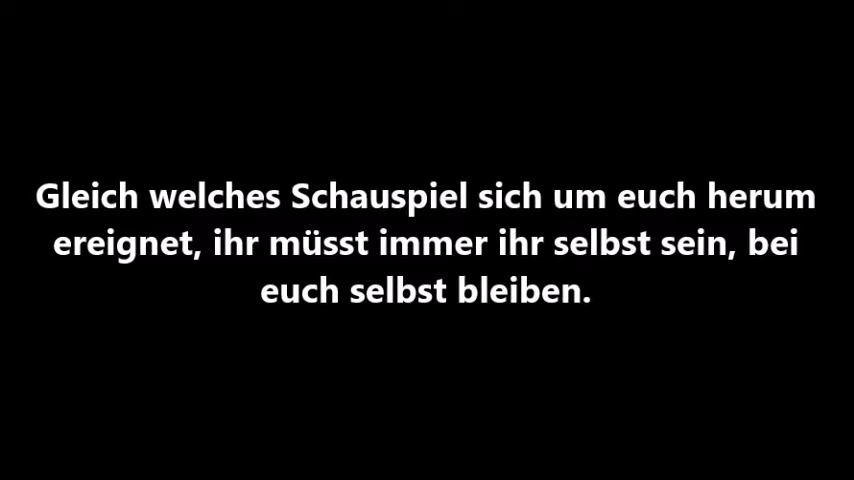 Gleich welches Schauspiel sich um euch herum
ereignet, ihr müsst immer ihr selbst sein, bei
euch selbst bleiben.